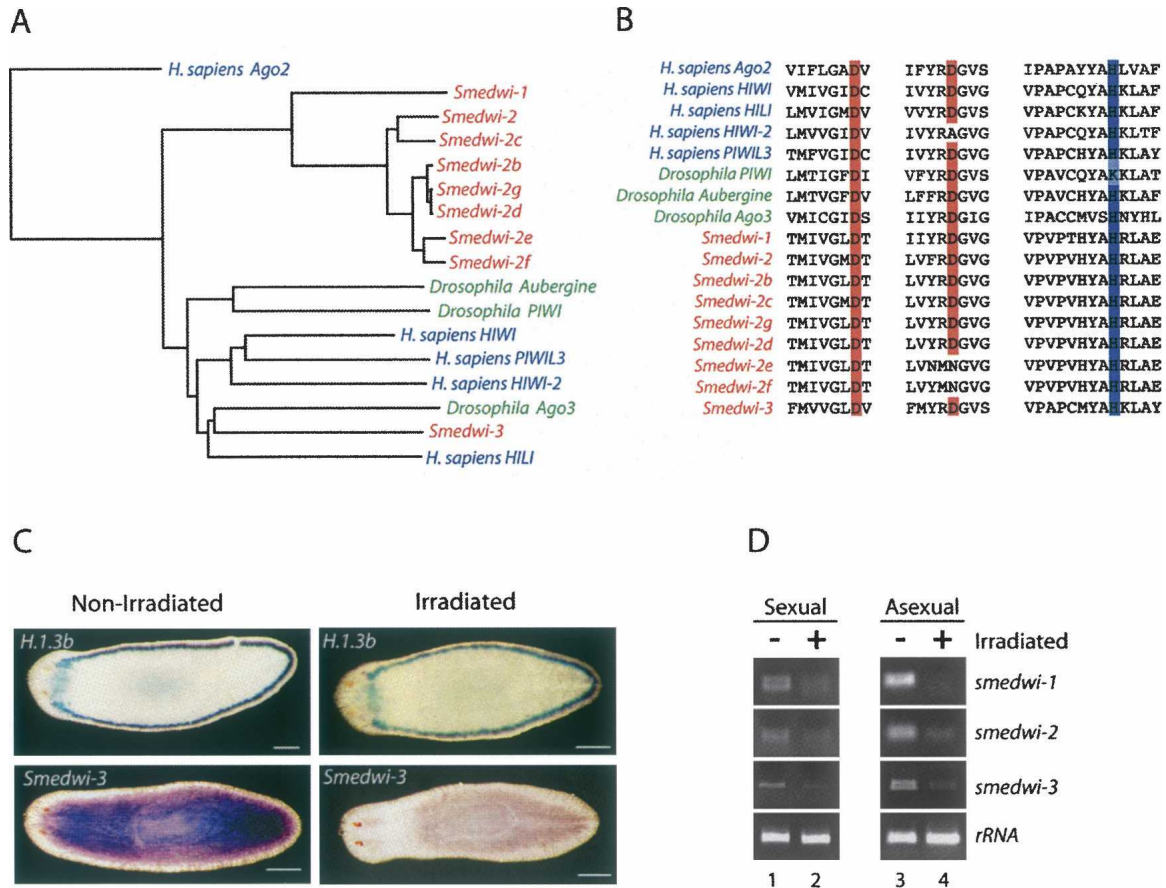 A
H. sapiens Ago2
Smedwi-1
Smedwi-2
Smedwi-2c
Smedwi-2b
Smedwi-2g
Smedwi-2d
Smedwi-2e
Smedwi-2f
Drosophila Aubergine
Drosophila PIWI
H. sapiens HIWI
H. sapiens PIWIL3
H. sapiens HIWI-2
Drosophila Ago3
Smedwi-3
H. sapiens HILI
B
H. sapiens Ago2 VIFLGADV IFYRDGVS IPAPAYYAHLVAF
H. sapiens HIWI VMIVGIDC IVYRDGVG VPAPCQYAHKLAF
H. sapiens HILI LMVIGMDV VVYRDGVS VPAPCKYAHKLAF
H. sapiens HIWI-2 LMVVGIDV IVYRAGVG VPAPCQYAHKLTF
H. sapiens PIWIL3 TMFVGIDC IVYRDGVG VPAPCHYAHKLAY
Drosophila PIWI LMTIGFDI VFYRDGVS VPAVCQYAKKLAT
Drosophila Aubergine LMTVGFDV LFFRDGVG VPAVCHYAHKLAF
Drosophila Ago3 VMICGIDS IIYRDGIG IPACCMVSHNYHL
Smedwi-1 TMIVGLDT IIYRDGVG VPVPTHYAHRLAE
Smedwi-2 TMIVGMDT LVFRDGVG VPVPVHYAHRLAE
Smedwi-2b TMIVGLDT LVYRDGVG VPVPVHYAHRLAE
Smedwi-2c TMIVGMDT LVYRDGVG VPVPVHYAHRLAE
Smedwi-2g TMIVGLDT LVYRDGVG VPVPVHYAHRLAE
Smedwi-2d TMIVGLDT LVYRDGVG VPVPVHYAHRLAE
Smedwi-2e TMIVGLDT LVNMNGVG VPVPVHYAHRLAE
Smedwi-2f TMIVGLDT LVYMNGVG VPVPVHYAHRLAE
Smedwi-3 FMVVGLDV FMYRDGVS VPAPCMYAHKLAY
C
Non-Irradiated Irradiated
H.1.3b H.1.3b
Smedwi-3 Smedwi-3
D
Sexual Asexual
- + - + Irradiated
smedwi-1
smedwi-2
smedwi-3
rRNA
1 2 3 4